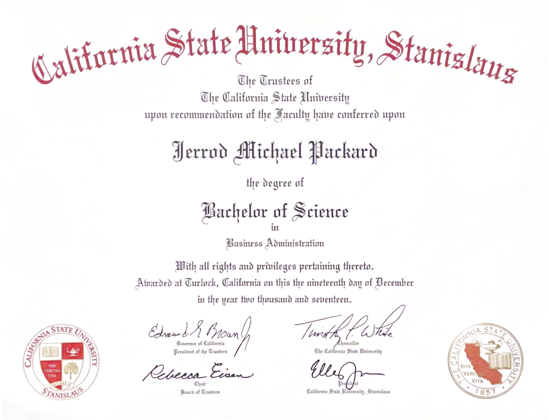 California State University, Stanislaus
The Trustees of
The California State University
upon recommendation of the Faculty have conferred upon
Jerrod Michael Packard
the degree of
Bachelor of Science
in
Business Administration
With all rights and privileges pertaining thereto.
Awarded at Turlock, California on this the nineteenth day of December
in the year two thousand and seventeen.
Edmund G Brown Jr
Governor of California
President of the Trustees
Timothy P. White
Chancellor
The California State University
Rebecca Eisen
Chair
Board of Trustees
President
California State University, Stanislaus
CALIFORNIA STATE UNIVERSITY
STANISLAUS
VERITAS
VITA
THE CALIFORNIA STATE UNIVERSITY
VOX
VERITAS
VITA
1857